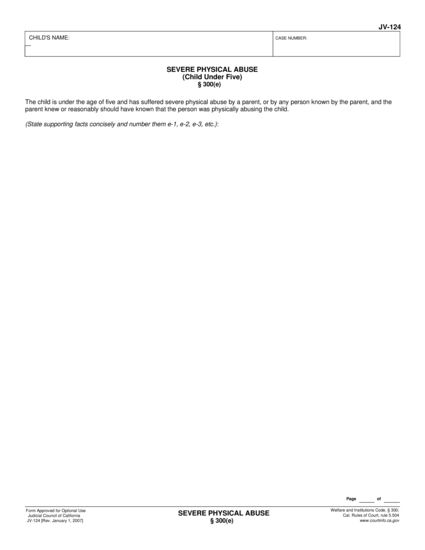 JV-124
CHILD'S NAME:
CASE NUMBER:
SEVERE PHYSICAL ABUSE
(Child Under Five)
§ 300(e)
The child is under the age of five and has suffered severe physical abuse by a parent, or by any person known by the parent, and the
parent knew or reasonably should have known that the person was physically abusing the child.
(State supporting facts concisely and number them e-1, e-2, e-3, etc.):
Page ____ of ____
Form Approved for Optional Use
Judicial Council of California
JV-124 [Rev. January 1, 2007]
SEVERE PHYSICAL ABUSE
§ 300(e)
Welfare and Institutions Code, § 300;
Cal. Rules of Court, rule 5.504
www.courtinfo.ca.gov